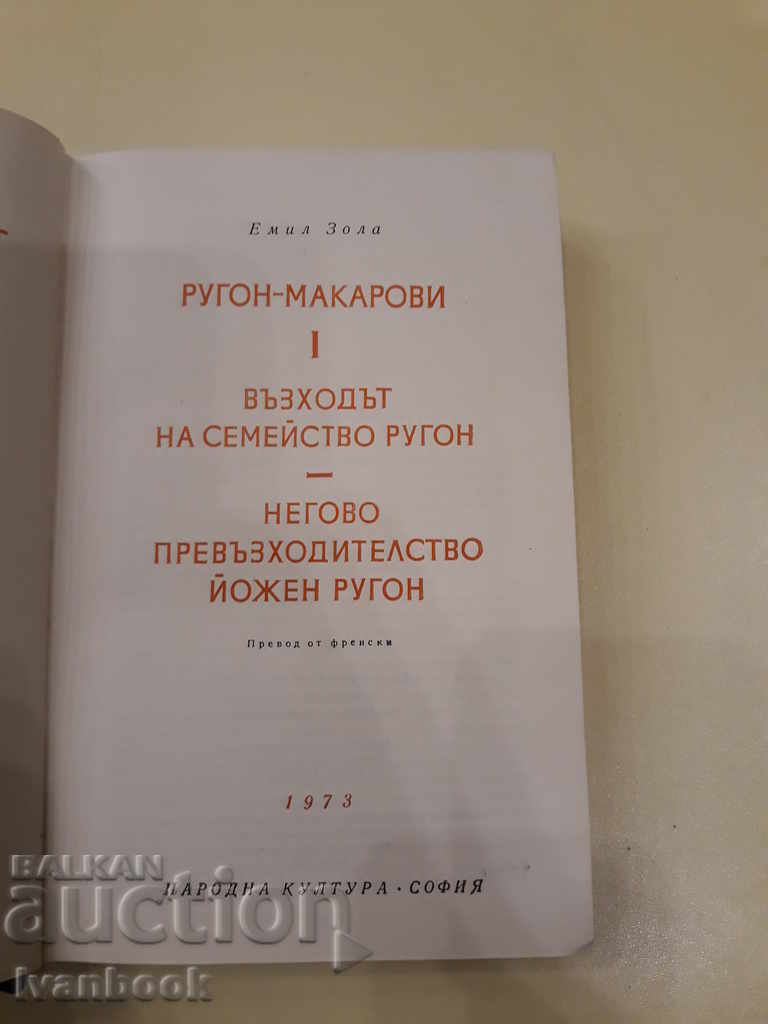 Емил Зола
РУГОН-МАКАРОВИ
I
ВЪЗХОДЪТ
НА СЕМЕЙСТВО РУГОН
НЕГОВО
ПРЕВЪЗХОДИТЕЛСТВО
ЙОЖЕН РУГОН
Превод от френски
1973
НАРОДНА КУЛТУРА · СОФИЯ
BALKAN
auction
Ivanbook